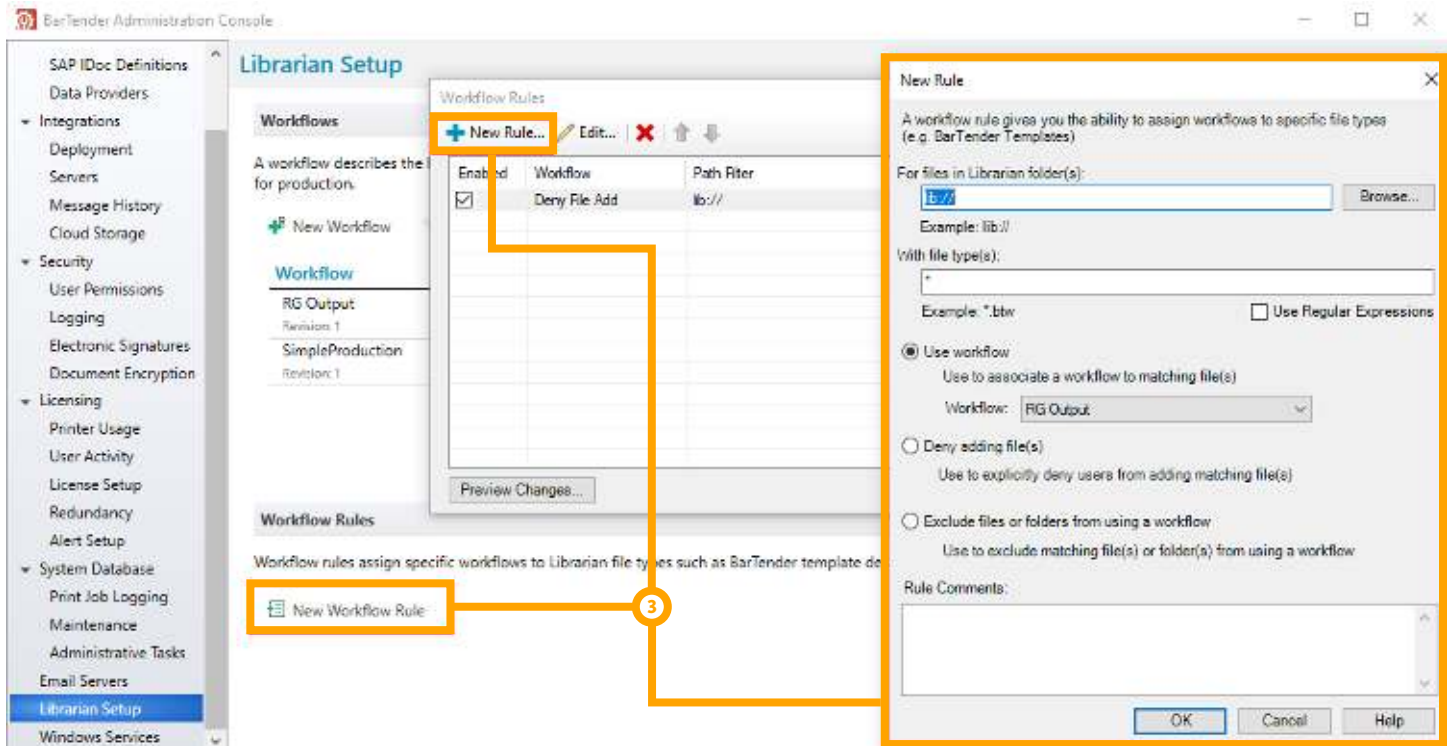 BarTender Administration Console
SAP IDoc Definitions
Data Providers
Integrations
Deployment
Servers
Message History
Cloud Storage
Security
User Permissions
Logging
Electronic Signatures
Document Encryption
Licensing
Printer Usage
User Activity
License Setup
Redundancy
Alert Setup
System Database
Print Job Logging
Maintenance
Administrative Tasks
Email Servers
Librarian Setup
Windows Services
Librarian Setup
Workflows
A workflow describes the
for production.
New Workflow
Workflow
RG Output
Revision: 1
SimpleProduction
Revision: 1
Workflow Rules
Workflow rules assign specific workflows to Librarian file types such as BarTender template de
New Workflow Rule
Workflow Rules
New Rule... Edit...
Enabled Workflow Path Filter
Deny File Add lib://
Preview Changes...
3
New Rule
A workflow rule gives you the ability to assign workflows to specific file types
(e.g. BarTender Templates)
For files in Librarian folder(s):
lib:// Browse...
Example: lib://
With file type(s):
*
Example: *.btw Use Regular Expressions
Use workflow
Use to associate a workflow to matching file(s)
Workflow: RG Output
Deny adding file(s)
Use to explicitly deny users from adding matching file(s)
Exclude files or folders from using a workflow
Use to exclude matching file(s) or folder(s) from using a workflow
Rule Comments:
OK Cancel Help